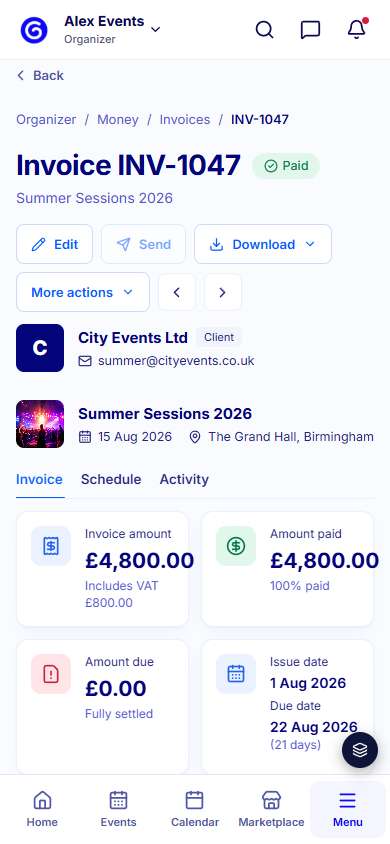 Alex Events
Organizer
Back
Organizer / Money / Invoices / INV-1047
Invoice INV-1047 Paid
Summer Sessions 2026
Edit Send Download
More actions
C City Events Ltd Client
summer@cityevents.co.uk
Summer Sessions 2026
15 Aug 2026 The Grand Hall, Birmingham
Invoice Schedule Activity
Invoice amount
£4,800.00
Includes VAT
£800.00
Amount paid
£4,800.00
100% paid
Amount due
£0.00
Fully settled
Issue date
1 Aug 2026
Due date
22 Aug 2026
(21 days)
Home Events Calendar Marketplace Menu